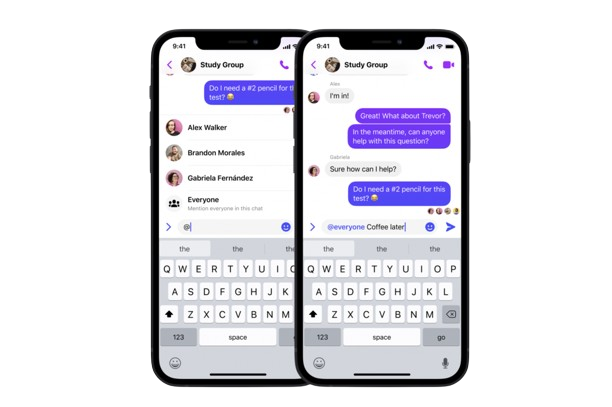 9:41
Study Group
Do I need a #2 pencil for th
test? 😂
Alex Walker
Brandon Morales
Gabriela Fernández
Everyone
Mention everyone in this chat
@
the the the
Q W E R T Y U I
A S D F G H J K
Z X C V B N M
123 space
9:41
Study Group
Alex
I'm in!
Great! What about Trevor?
In the meantime, can anyone
help with this question?
Gabriela
Sure how can I help?
Do I need a #2 pencil for this
test? 😂
@everyone Coffee later
the the the
Q W E R T Y U I O P
A S D F G H J K L
Z X C V B N M
123 space go